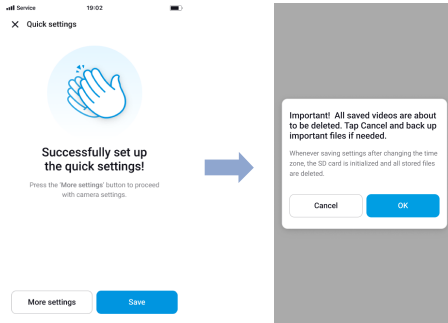 Service 19:02
Quick settings
Successfully set up
the quick settings!
Press the 'More settings' button to proceed
with camera settings.
More settings Save
Important! All saved videos are about
to be deleted. Tap Cancel and back up
important files if needed.
Whenever saving settings after changing the time
zone, the SD card is initialized and all stored files
are deleted.
Cancel OK